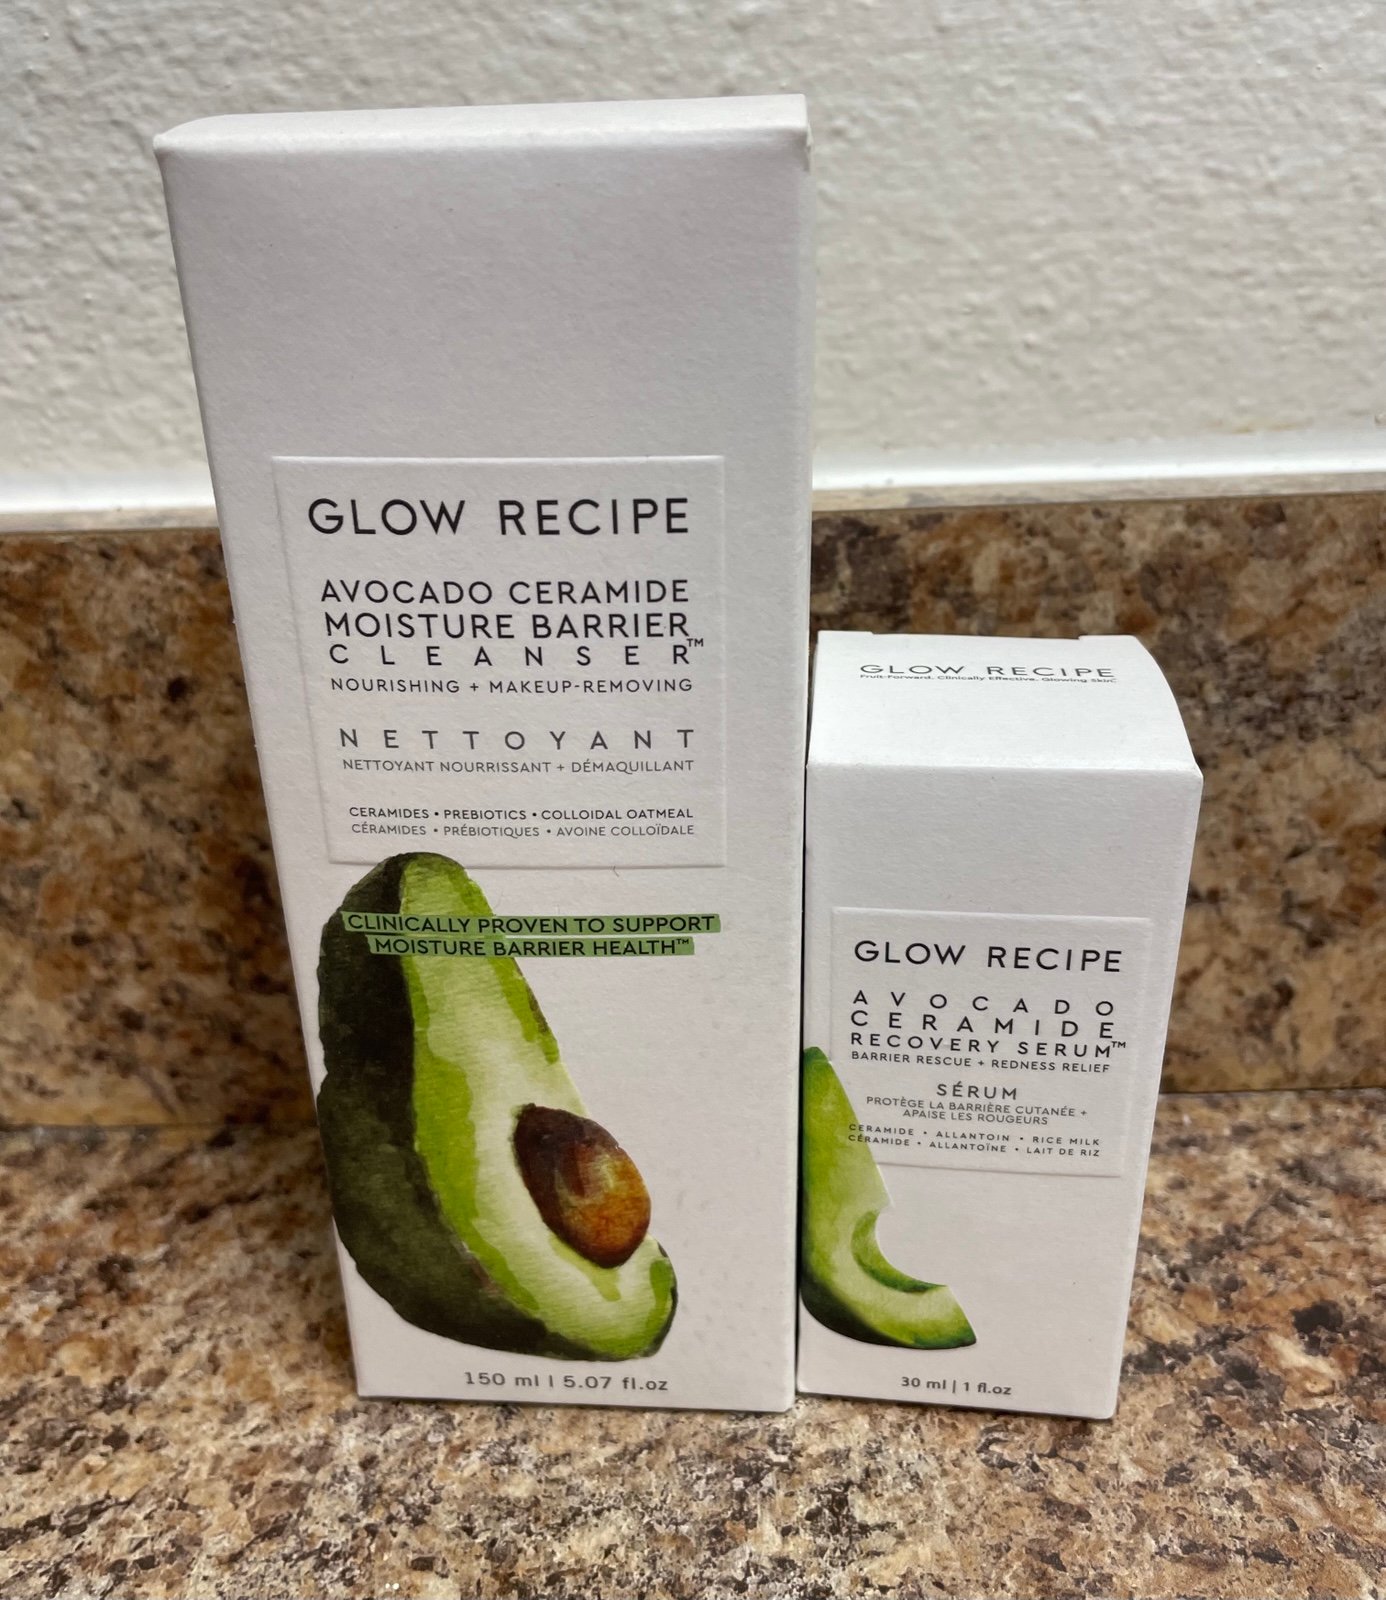 GLOW RECIPE
AVOCADO CERAMIDE
MOISTURE BARRIER
CLEANSER™
NOURISHING + MAKEUP-REMOVING
NETTOYANT
NETTOYANT NOURRISSANT + DÉMAQUILLANT
CERAMIDES • PREBIOTICS • COLLOIDAL OATMEAL
CÉRAMIDES • PRÉBIOTIQUES • AVOINE COLLOÏDALE
CLINICALLY PROVEN TO SUPPORT
MOISTURE BARRIER HEALTH™
150 ml | 5.07 fl.oz
GLOW RECIPE
Fruit-Forward. Clinically Effective. Glowing Skin.
GLOW RECIPE
AVOCADO
CERAMIDE
RECOVERY SERUM™
BARRIER RESCUE + REDNESS RELIEF
SÉRUM
PROTÈGE LA BARRIÈRE CUTANÉE +
APAISE LES ROUGEURS
CERAMIDE • ALLANTOIN • RICE MILK
CÉRAMIDE • ALLANTOÏNE • LAIT DE RIZ
30 ml | 1 fl.oz